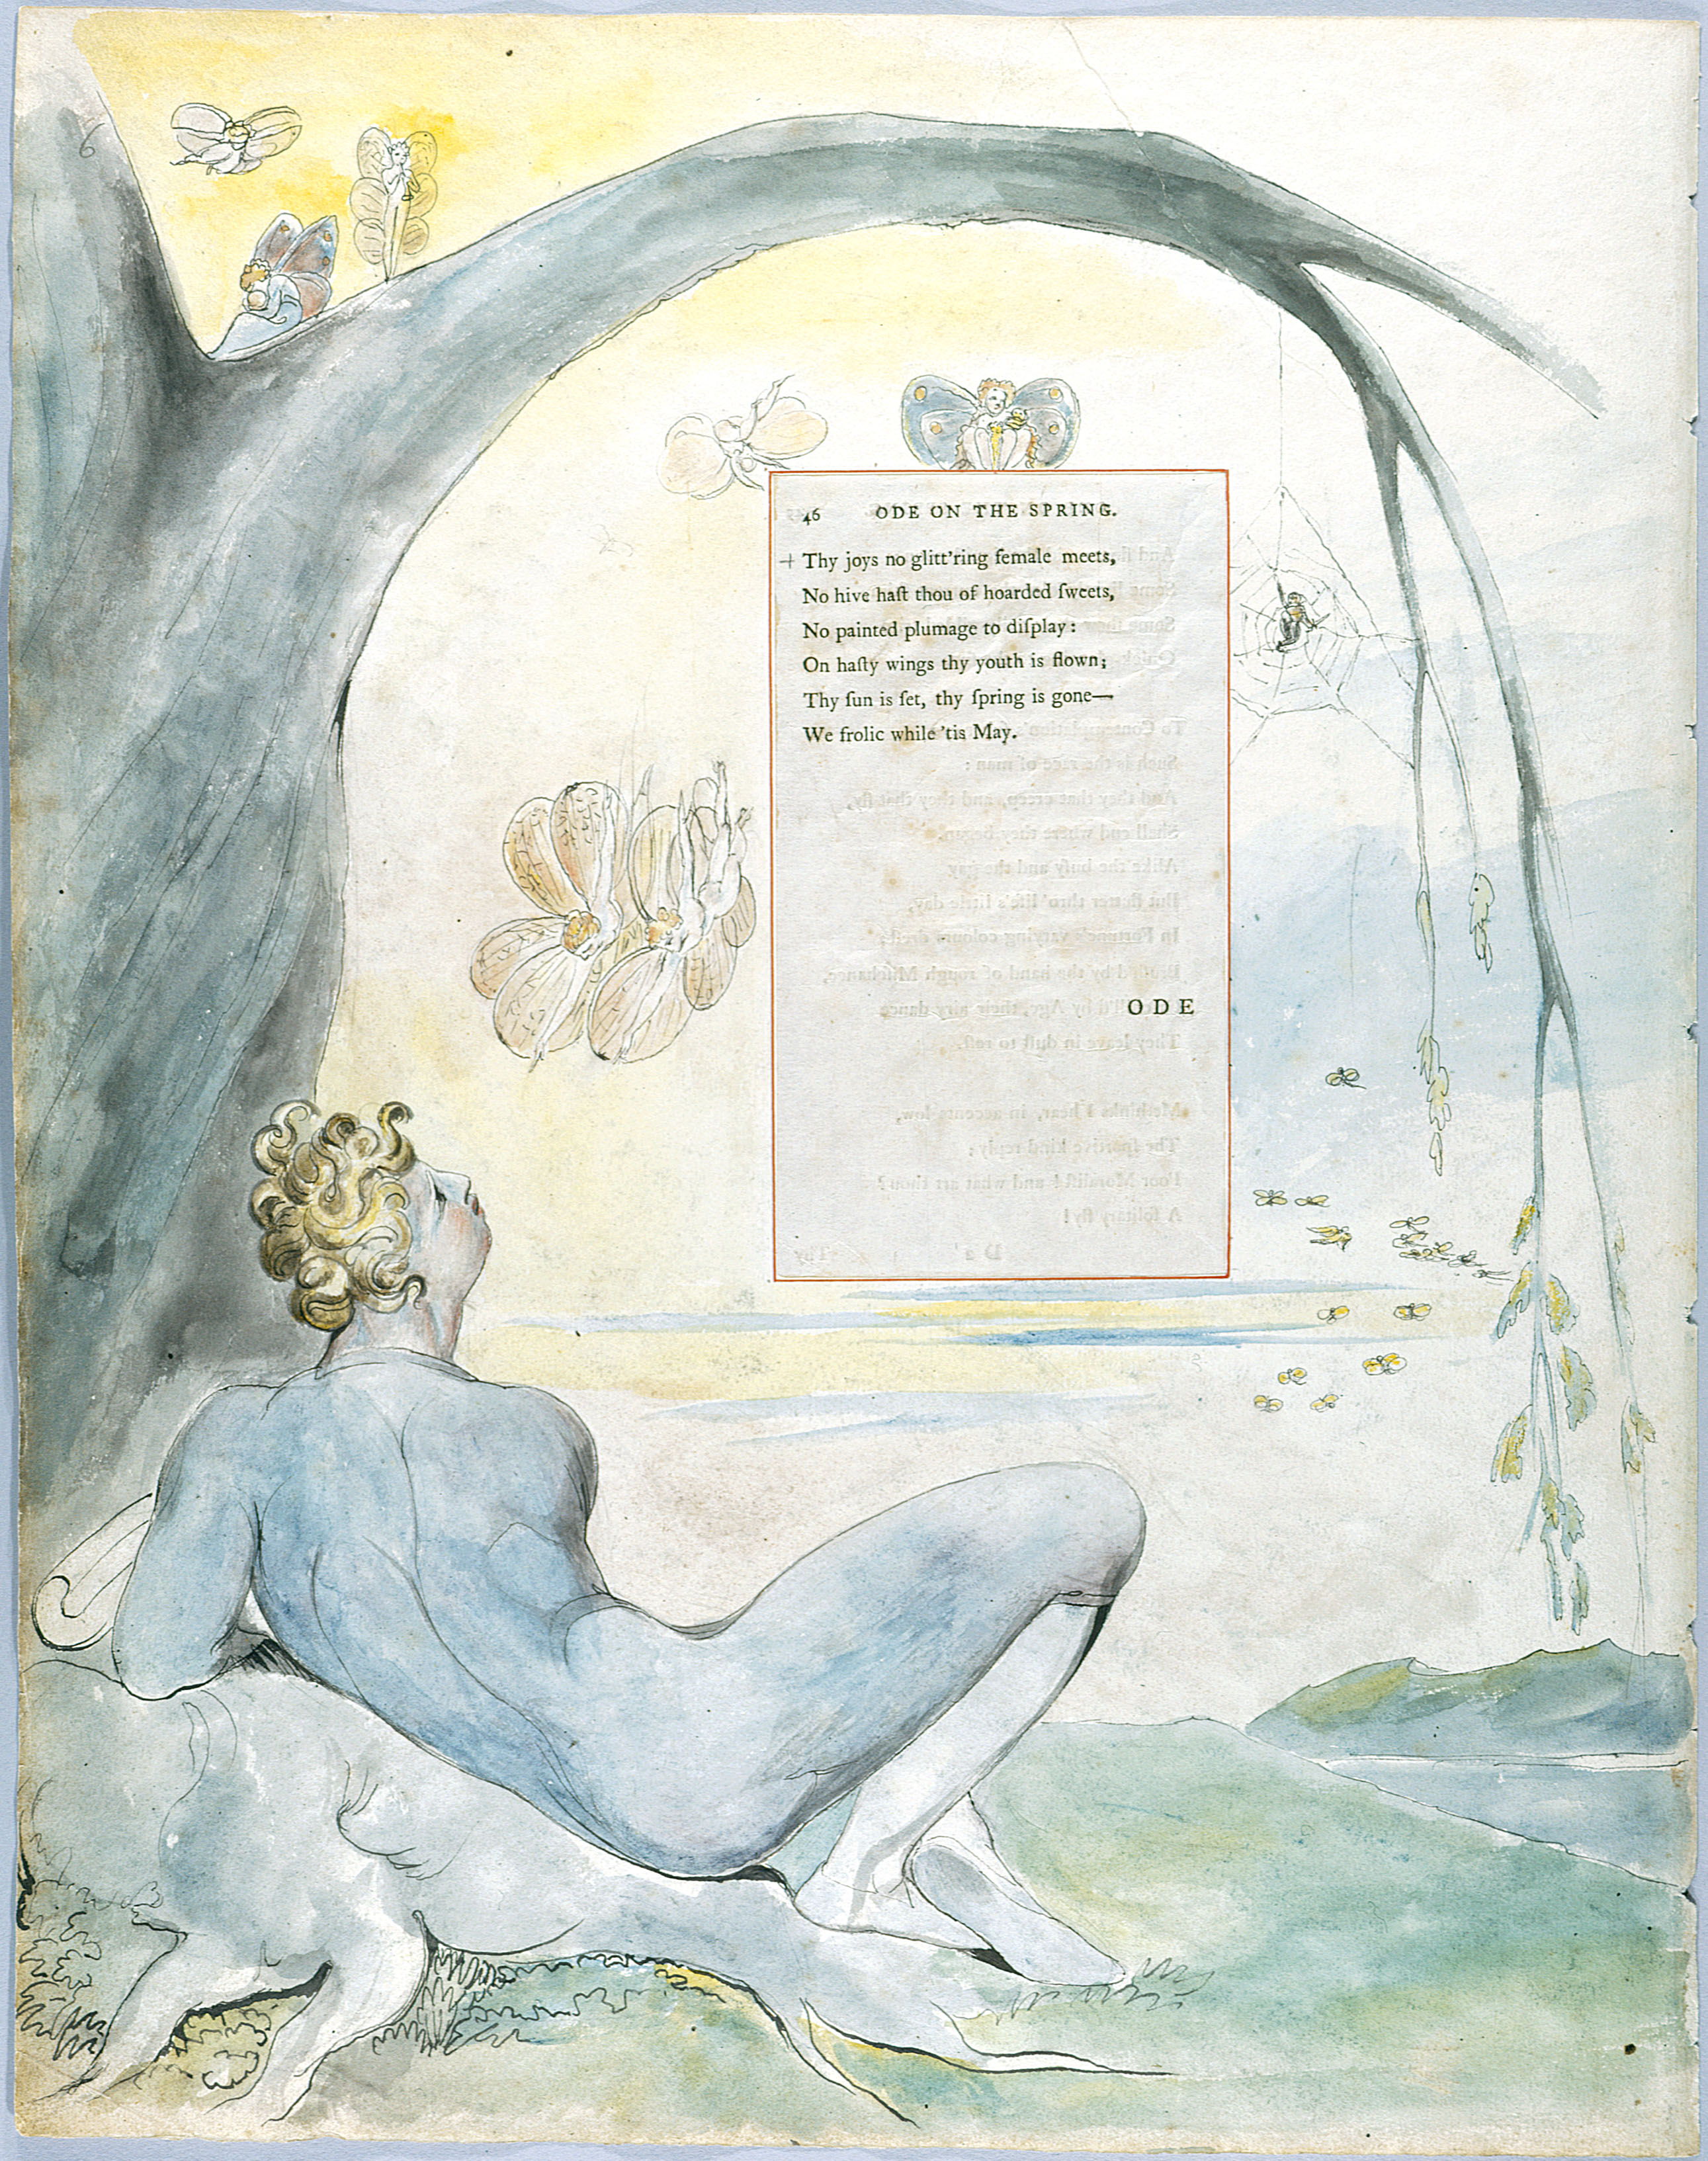 6
46 ODE ON THE SPRING.
+ Thy joys no glitt'ring female meets,
No hive haſt thou of hoarded ſweets,
No painted plumage to diſplay:
On haſty wings thy youth is flown;
Thy ſun is ſet, thy ſpring is gone—
We frolic while 'tis May.
ODE